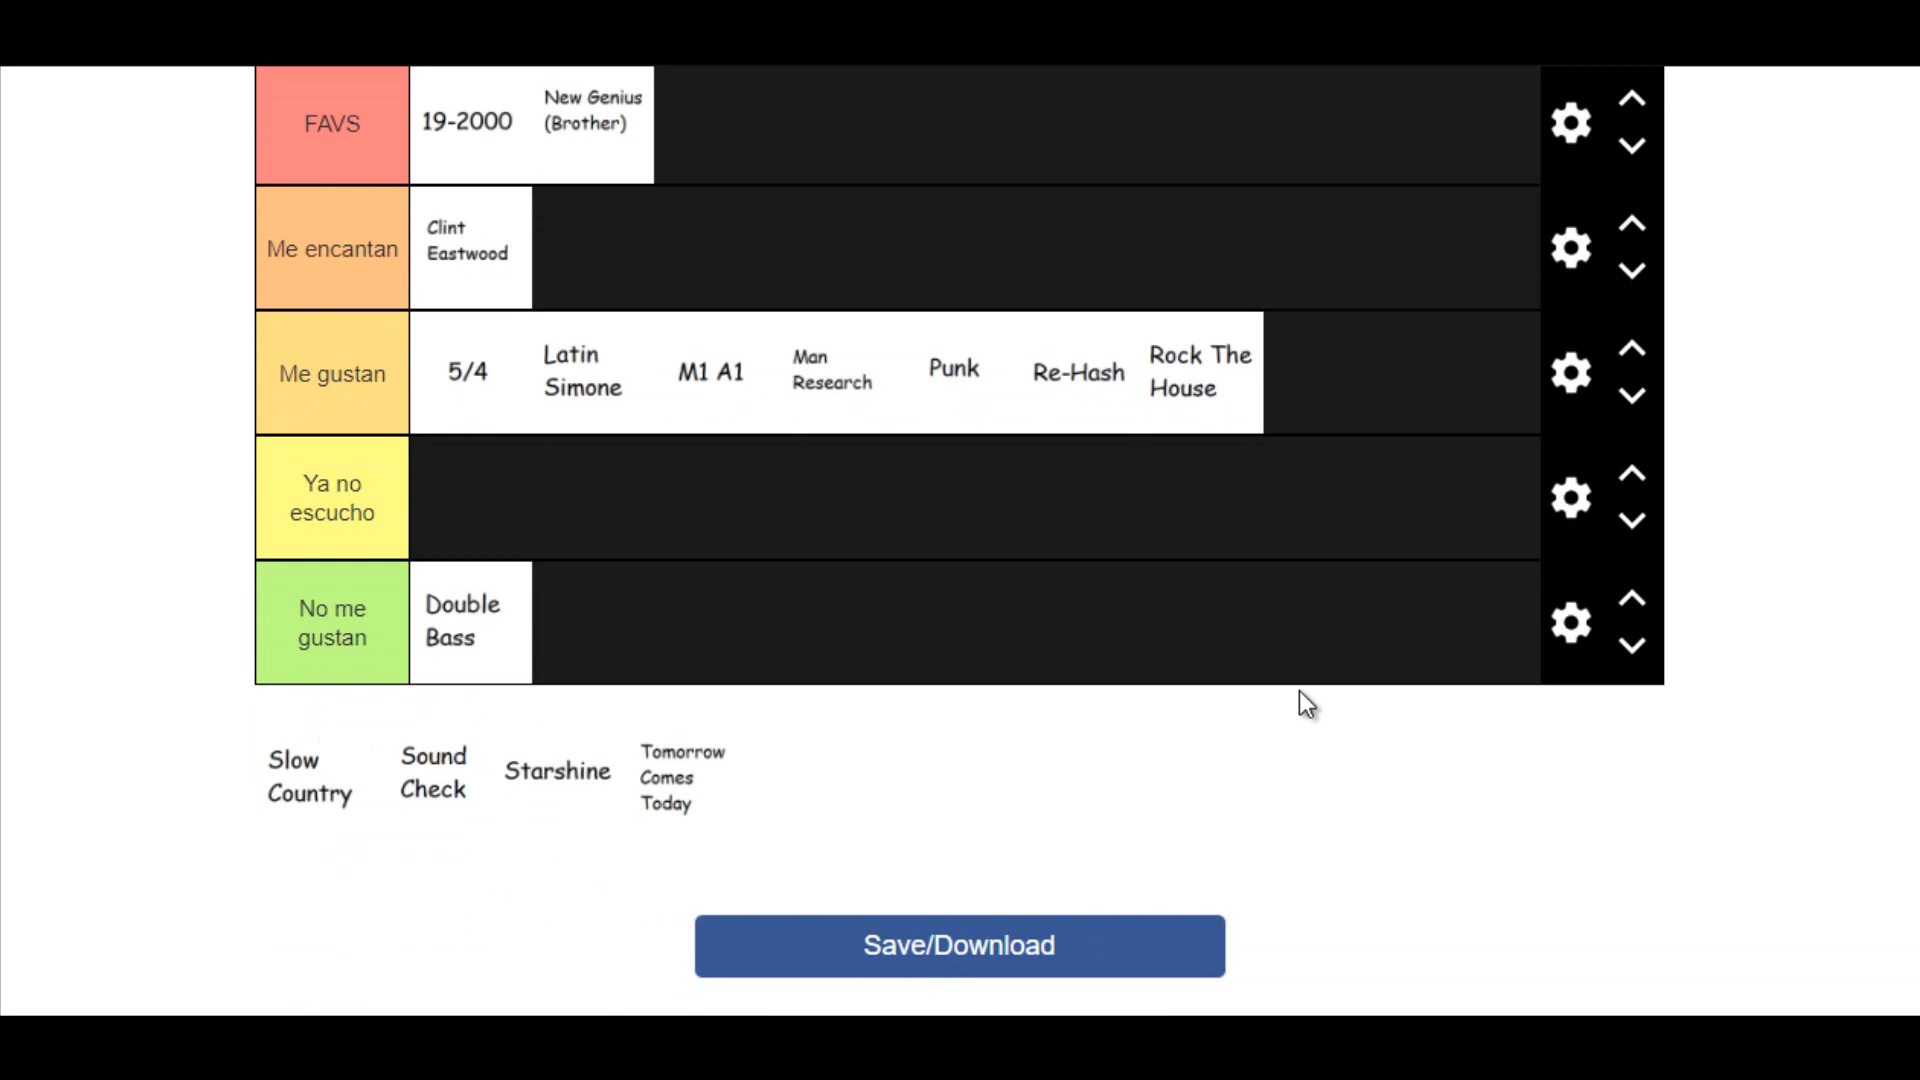 FAVS
19-2000
New Genius
(Brother)
Me encantan
Clint
Eastwood
Me gustan
5/4
Latin
Simone
M1 A1
Man
Research
Punk
Re-Hash
Rock The
House
Ya no
escucho
No me
gustan
Double
Bass
Slow
Country
Sound
Check
Starshine
Tomorrow
Comes
Today
Save/Download